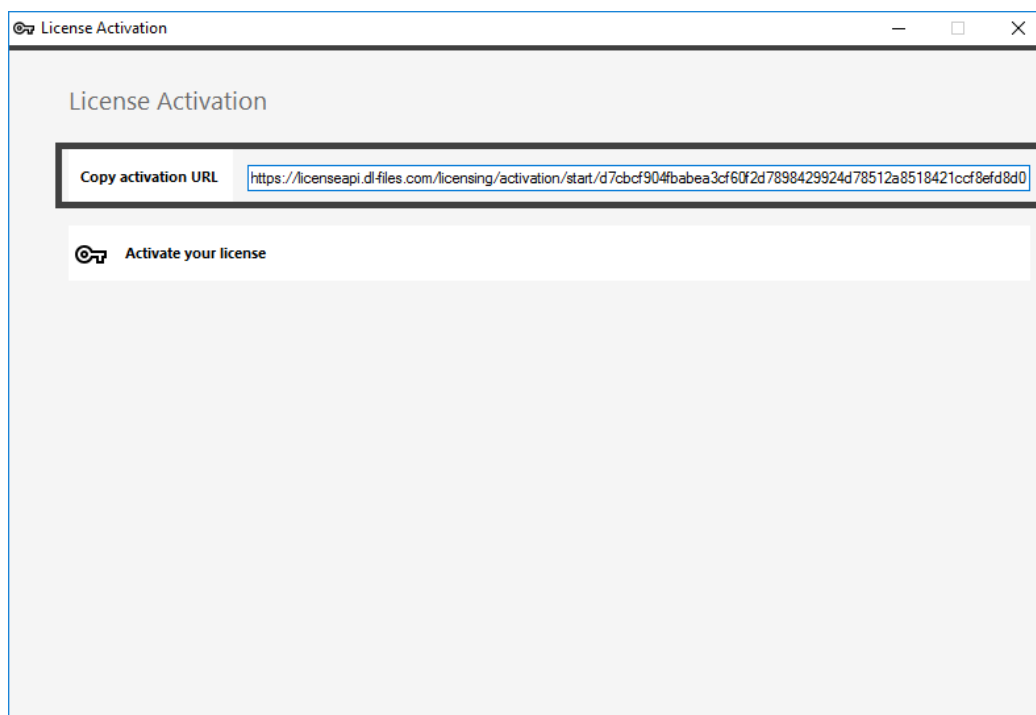 License Activation
License Activation
Copy activation URL https://licenseapi.dl-files.com/licensing/activation/start/d7cbcf904fbabea3cf60f2d7898429924d78512a8518421ccf8efd8d0
Activate your license